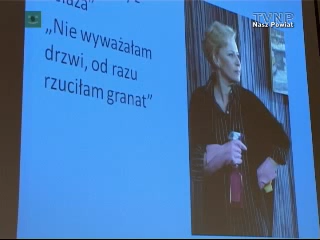 „Nie wyważałam
drzwi, od razu
rzuciłam granat”
TVNP
Nasz Powiat